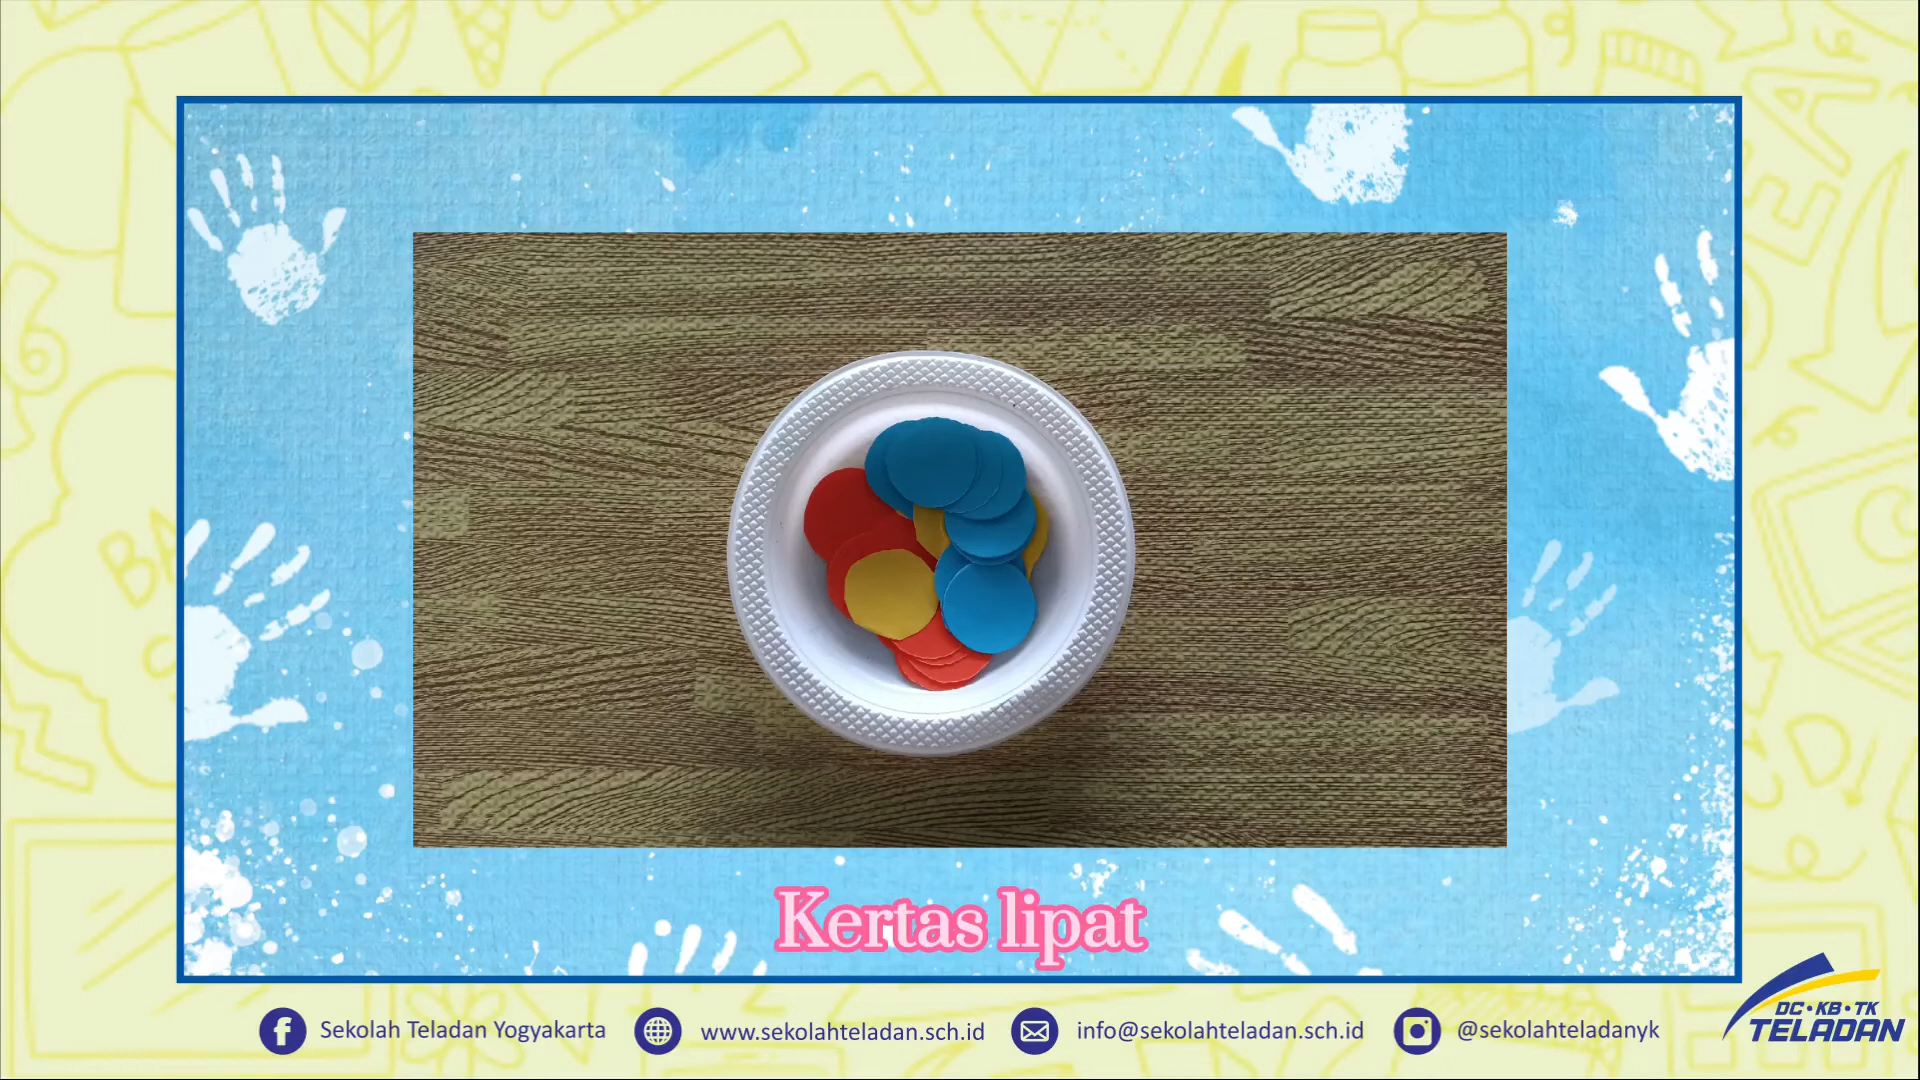 Kertas lipat
Sekolah Teladan Yogyakarta
www.sekolahteladan.sch.id
info@sekolahteladan.sch.id
@sekolahteladanyk
DC•KB•TK
TELADAN